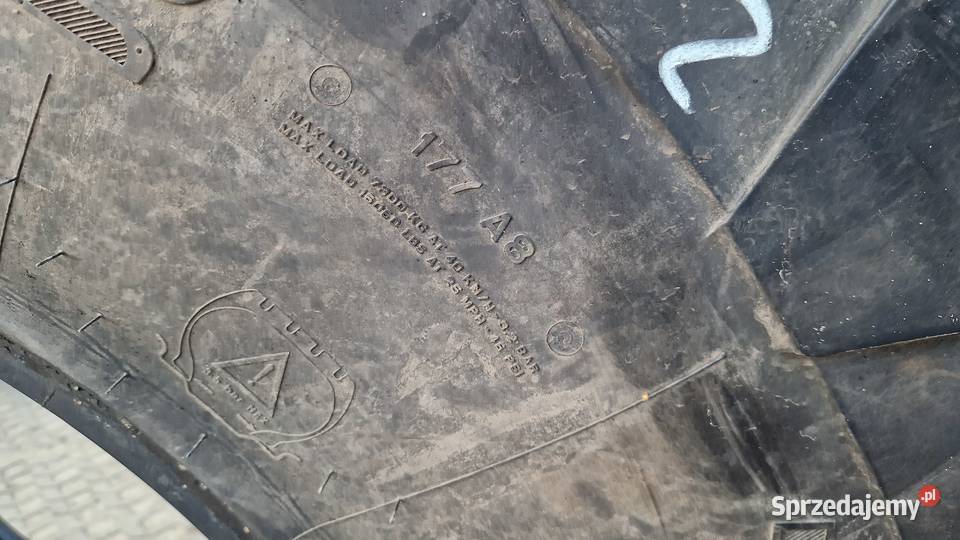 177 A8
MAX LOAD 7300 KG AT 40 KM/H - 3,2 BAR
MAX LOAD 16060 LBS AT 25 MPH - 46 PSI
Sprzedajemy.pl